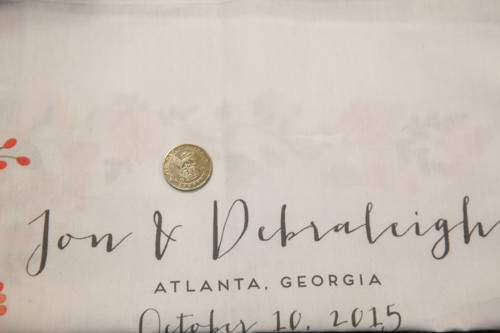 Jon & Debraleigh
ATLANTA, GEORGIA
October 10, 2015